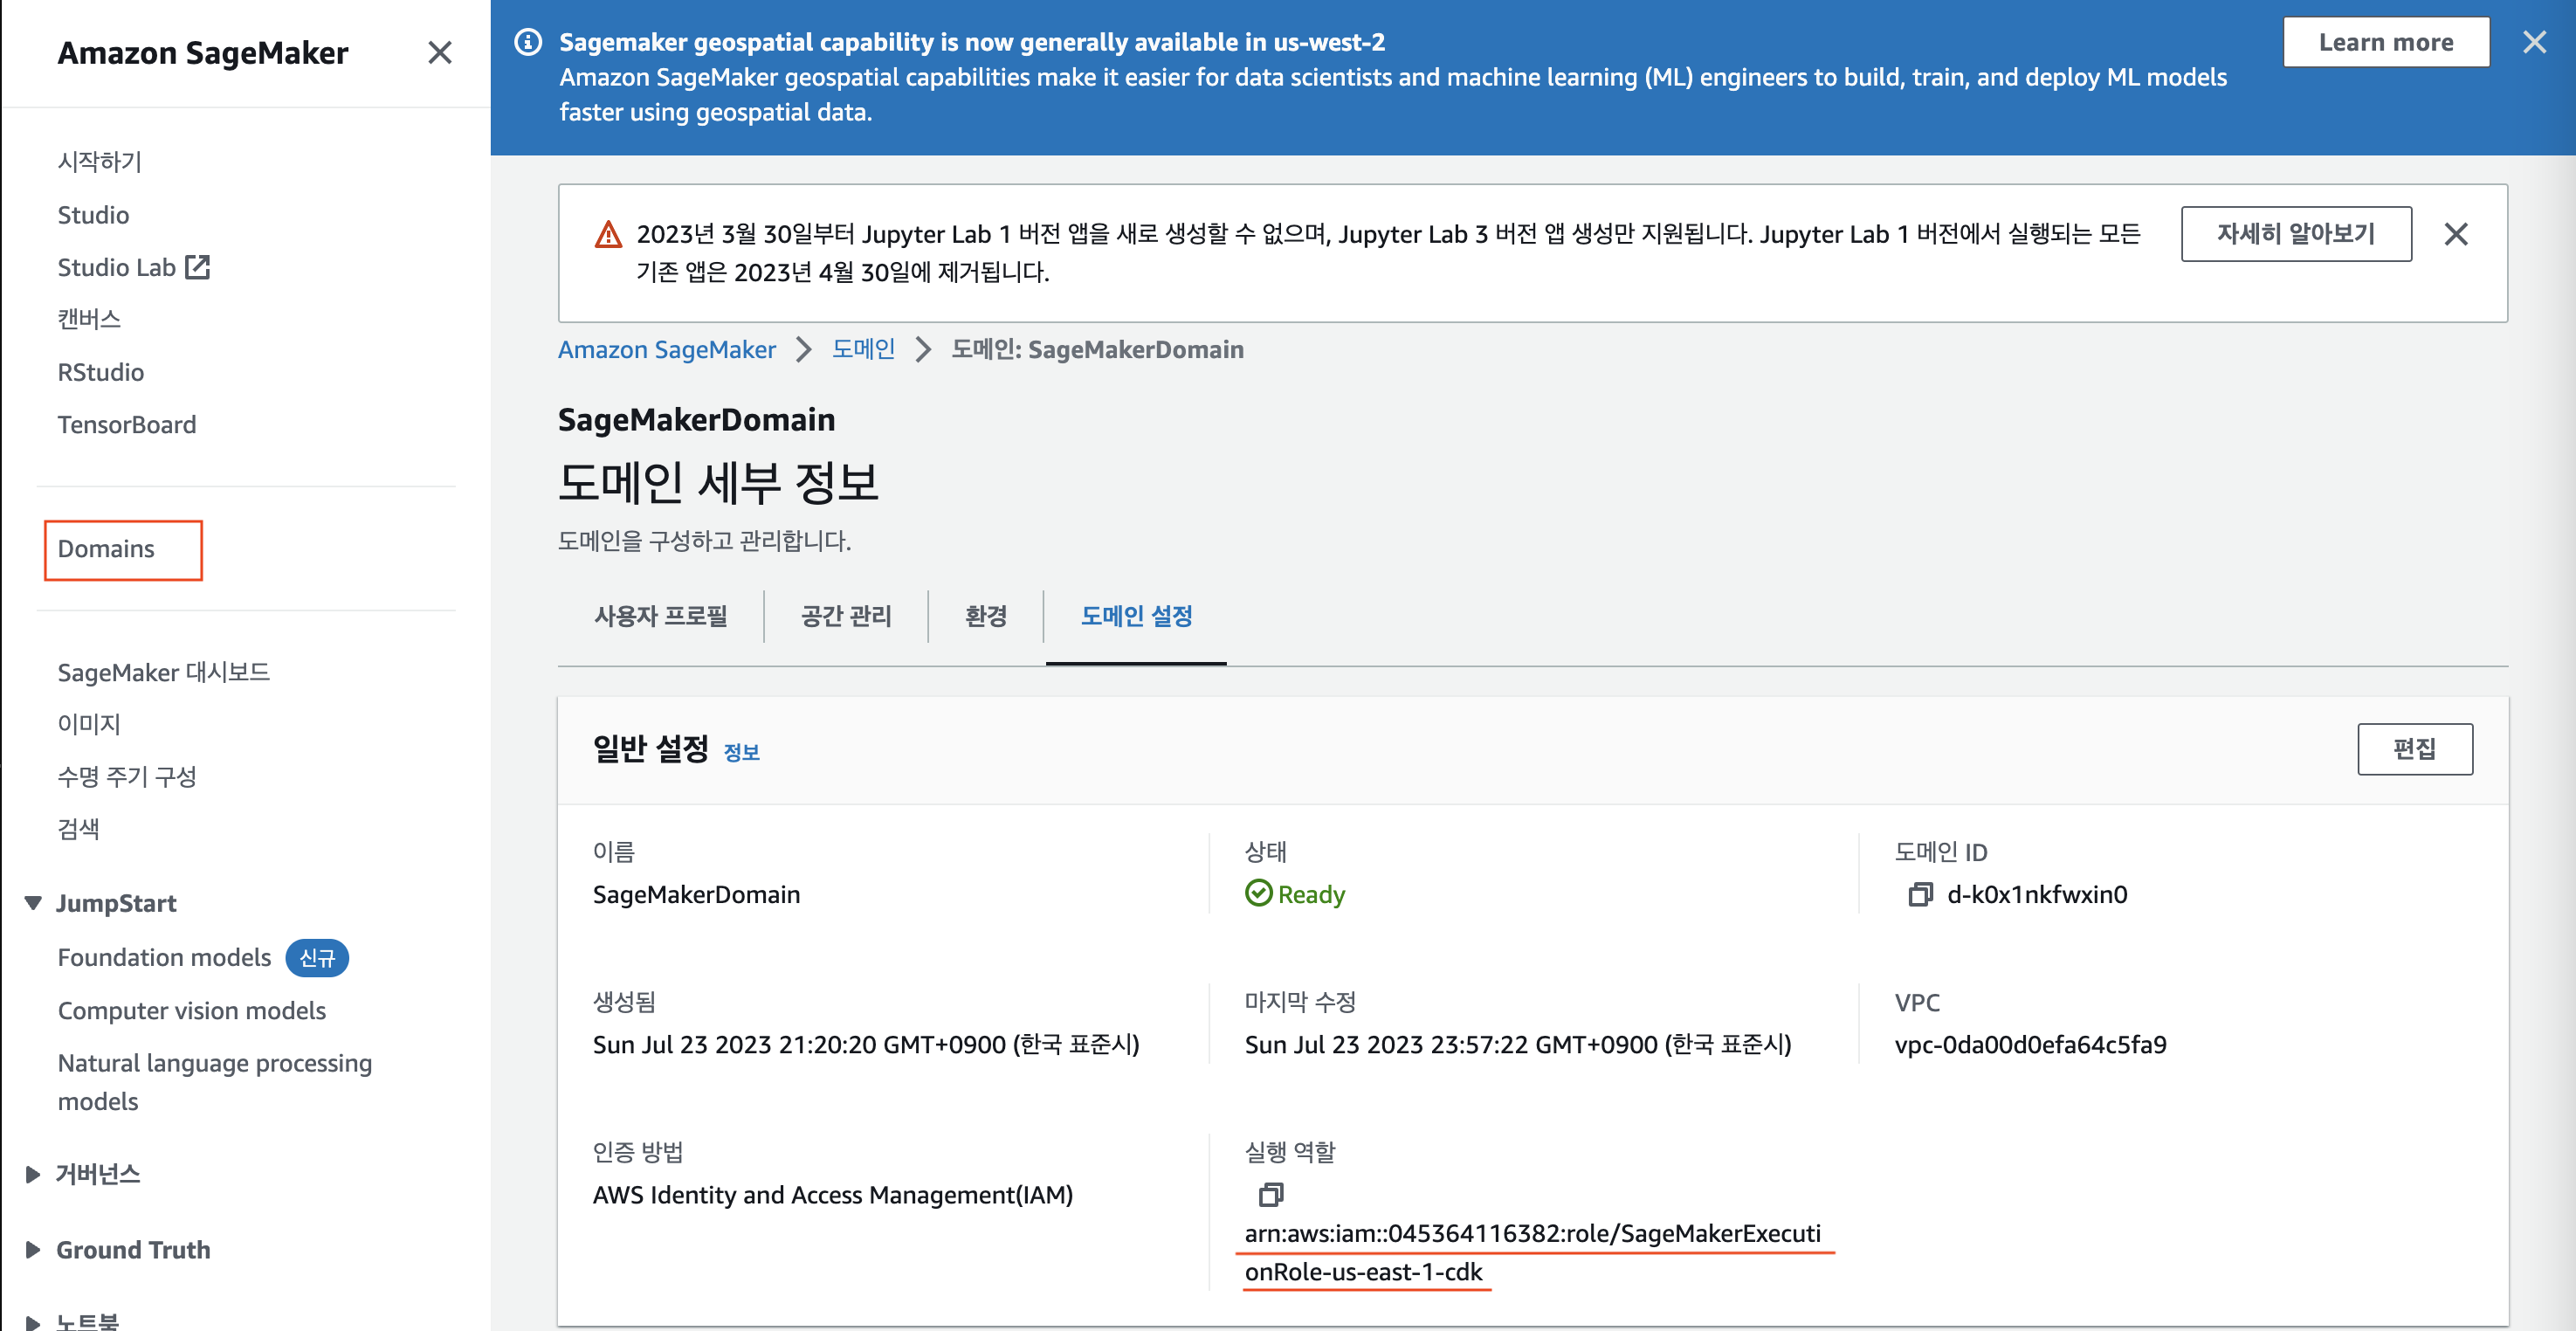 Amazon SageMaker
시작하기
Studio
Studio Lab
캔버스
RStudio
TensorBoard
Domains
SageMaker 대시보드
이미지
수명 주기 구성
검색
JumpStart
Foundation models 신규
Computer vision models
Natural language processing
models
거버넌스
Ground Truth
노트북
Sagemaker geospatial capability is now generally available in us-west-2
Amazon SageMaker geospatial capabilities make it easier for data scientists and machine learning (ML) engineers to build, train, and deploy ML models
faster using geospatial data.
Learn more
2023년 3월 30일부터 Jupyter Lab 1 버전 앱을 새로 생성할 수 없으며, Jupyter Lab 3 버전 앱 생성만 지원됩니다. Jupyter Lab 1 버전에서 실행되는 모든
기존 앱은 2023년 4월 30일에 제거됩니다.
자세히 알아보기
Amazon SageMaker 도메인 도메인: SageMakerDomain
SageMakerDomain
도메인 세부 정보
도메인을 구성하고 관리합니다.
사용자 프로필 공간 관리 환경 도메인 설정
일반 설정 정보
편집
이름
SageMakerDomain
상태
Ready
도메인 ID
d-k0x1nkfwxin0
생성됨
Sun Jul 23 2023 21:20:20 GMT+0900 (한국 표준시)
마지막 수정
Sun Jul 23 2023 23:57:22 GMT+0900 (한국 표준시)
VPC
vpc-0da00d0efa64c5fa9
인증 방법
AWS Identity and Access Management(IAM)
실행 역할
arn:aws:iam::045364116382:role/SageMakerExecuti
onRole-us-east-1-cdk